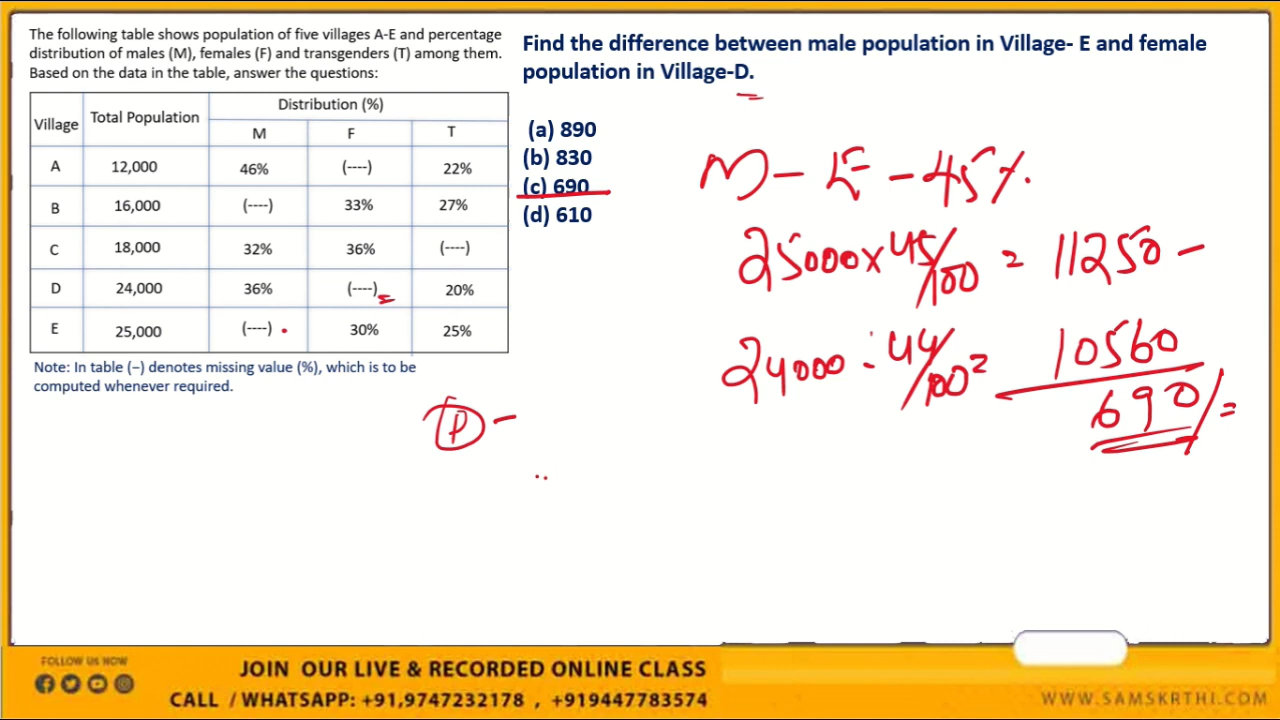 The following table shows population of five villages A-E and percentage
distribution of males (M), females (F) and transgenders (T) among them.
Based on the data in the table, answer the questions:
Village Total Population Distribution (%)
M F T
A 12,000 46% (----) 22%
B 16,000 (----) 33% 27%
C 18,000 32% 36% (----)
D 24,000 36% (----) 20%
E 25,000 (----) 30% 25%
Note: In table (–) denotes missing value (%), which is to be
computed whenever required.
Find the difference between male population in Village- E and female
population in Village-D.
(a) 890
(b) 830
(c) 690
(d) 610
M - E - 45%.
25000 x 45/100 = 11250 -
24000 : 44/100 = 10560
690/=
D -
FOLLOW US NOW
JOIN OUR LIVE & RECORDED ONLINE CLASS
CALL / WHATSAPP: +91,9747232178 , +919447783574
WWW.SAMSKRTHI.COM